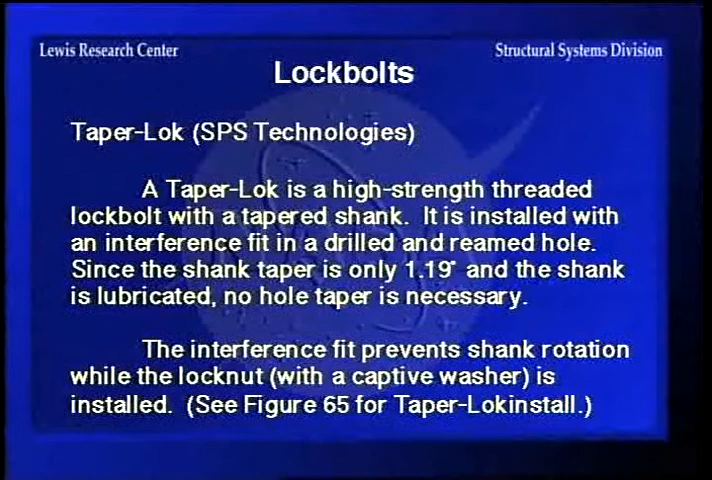 Lewis Research Center
Structural Systems Division
Lockbolts
Taper-Lok (SPS Technologies)
A Taper-Lok is a high-strength threaded
lockbolt with a tapered shank. It is installed with
an interference fit in a drilled and reamed hole.
Since the shank taper is only 1.19° and the shank
is lubricated, no hole taper is necessary.
The interference fit prevents shank rotation
while the locknut (with a captive washer) is
installed. (See Figure 65 for Taper-Lokinstall.)